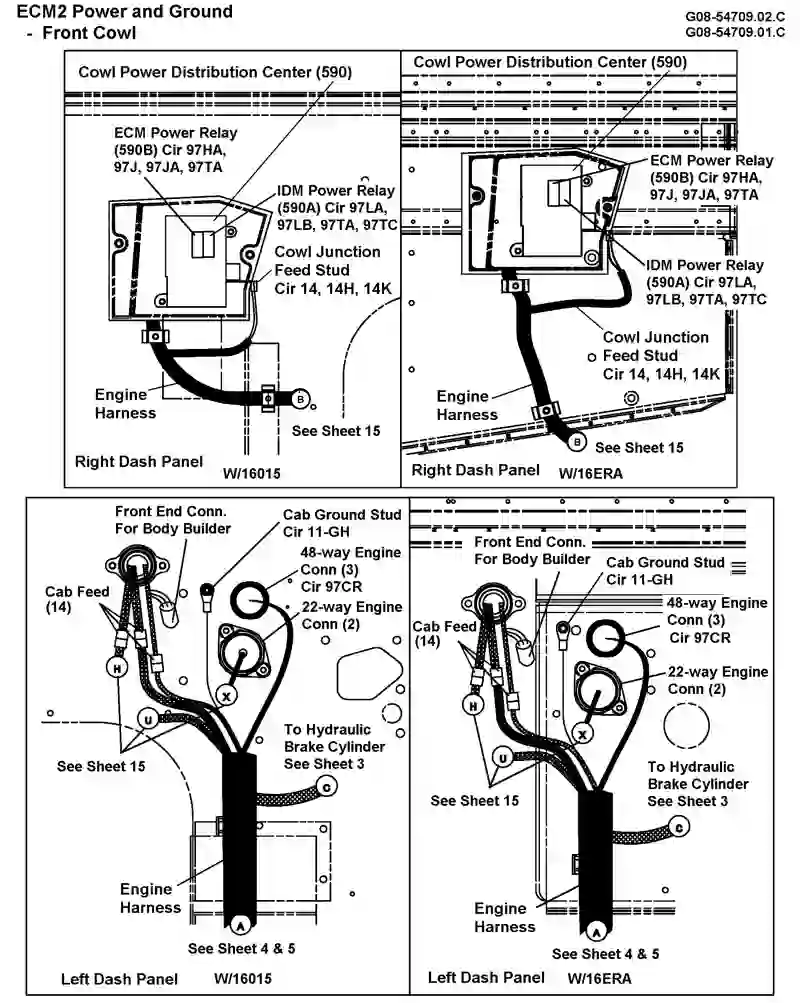 ECM2 Power and Ground
- Front Cowl
G08-54709.02.C
G08-54709.01.C
Cowl Power Distribution Center (590)
ECM Power Relay
(590B) Cir 97HA,
97J, 97JA, 97TA
IDM Power Relay
(590A) Cir 97LA,
97LB, 97TA, 97TC
Cowl Junction
Feed Stud
Cir 14, 14H, 14K
Engine
Harness
B
See Sheet 15
Right Dash Panel
W/16015
Cowl Power Distribution Center (590)
ECM Power Relay
(590B) Cir 97HA,
97J, 97JA, 97TA
IDM Power Relay
(590A) Cir 97LA,
97LB, 97TA, 97TC
Cowl Junction
Feed Stud
Cir 14, 14H, 14K
Engine
Harness
B
See Sheet 15
Right Dash Panel
W/16ERA
Front End Conn.
For Body Builder
Cab Ground Stud
Cir 11-GH
48-way Engine
Conn (3)
Cir 97CR
Cab Feed
(14)
22-way Engine
Conn (2)
H
X
U
To Hydraulic
Brake Cylinder
See Sheet 3
See Sheet 15
C
Engine
Harness
A
See Sheet 4 & 5
Left Dash Panel
W/16015
Front End Conn.
For Body Builder
Cab Ground Stud
Cir 11-GH
48-way Engine
Conn (3)
Cir 97CR
Cab Feed
(14)
22-way Engine
Conn (2)
H
X
U
To Hydraulic
Brake Cylinder
See Sheet 3
See Sheet 15
C
Engine
Harness
A
See Sheet 4 & 5
Left Dash Panel
W/16ERA